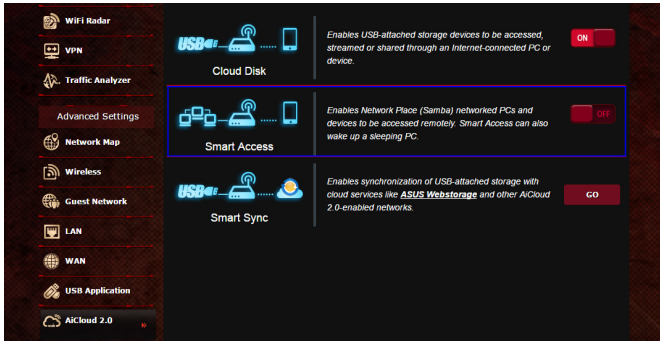 WiFi Radar
VPN
Traffic Analyzer
Advanced Settings
Network Map
Wireless
Guest Network
LAN
WAN
USB Application
AiCloud 2.0
USB
Cloud Disk
Enables USB-attached storage devices to be accessed,
streamed or shared through an Internet-connected PC or
device.
ON
Smart Access
Enables Network Place (Samba) networked PCs and
devices to be accessed remotely. Smart Access can also
wake up a sleeping PC.
OFF
USB
Smart Sync
Enables synchronization of USB-attached storage with
cloud services like ASUS Webstorage and other AiCloud
2.0-enabled networks.
GO